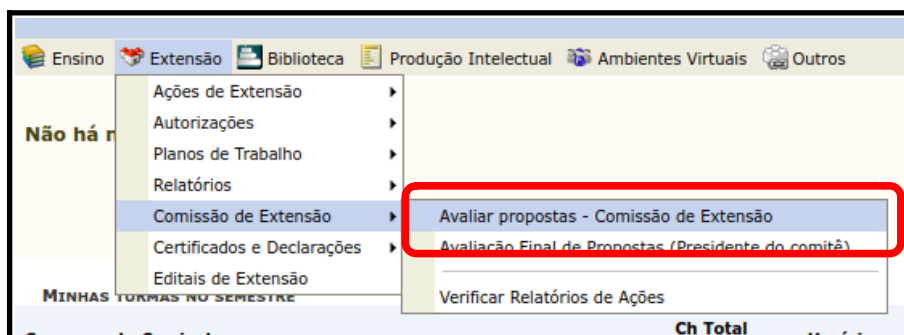 Ensino Extensão Biblioteca Produção Intelectual Ambientes Virtuais Outros
Ações de Extensão
Autorizações
Não há
Planos de Trabalho
Relatórios
Comissão de Extensão
Avaliar propostas - Comissão de Extensão
Certificados e Declarações
Avaliação Final de Propostas (Presidente do comitê)
Editais de Extensão
MINHAS TURMAS NO SEMESTRE
Verificar Relatórios de Ações
Ch Total